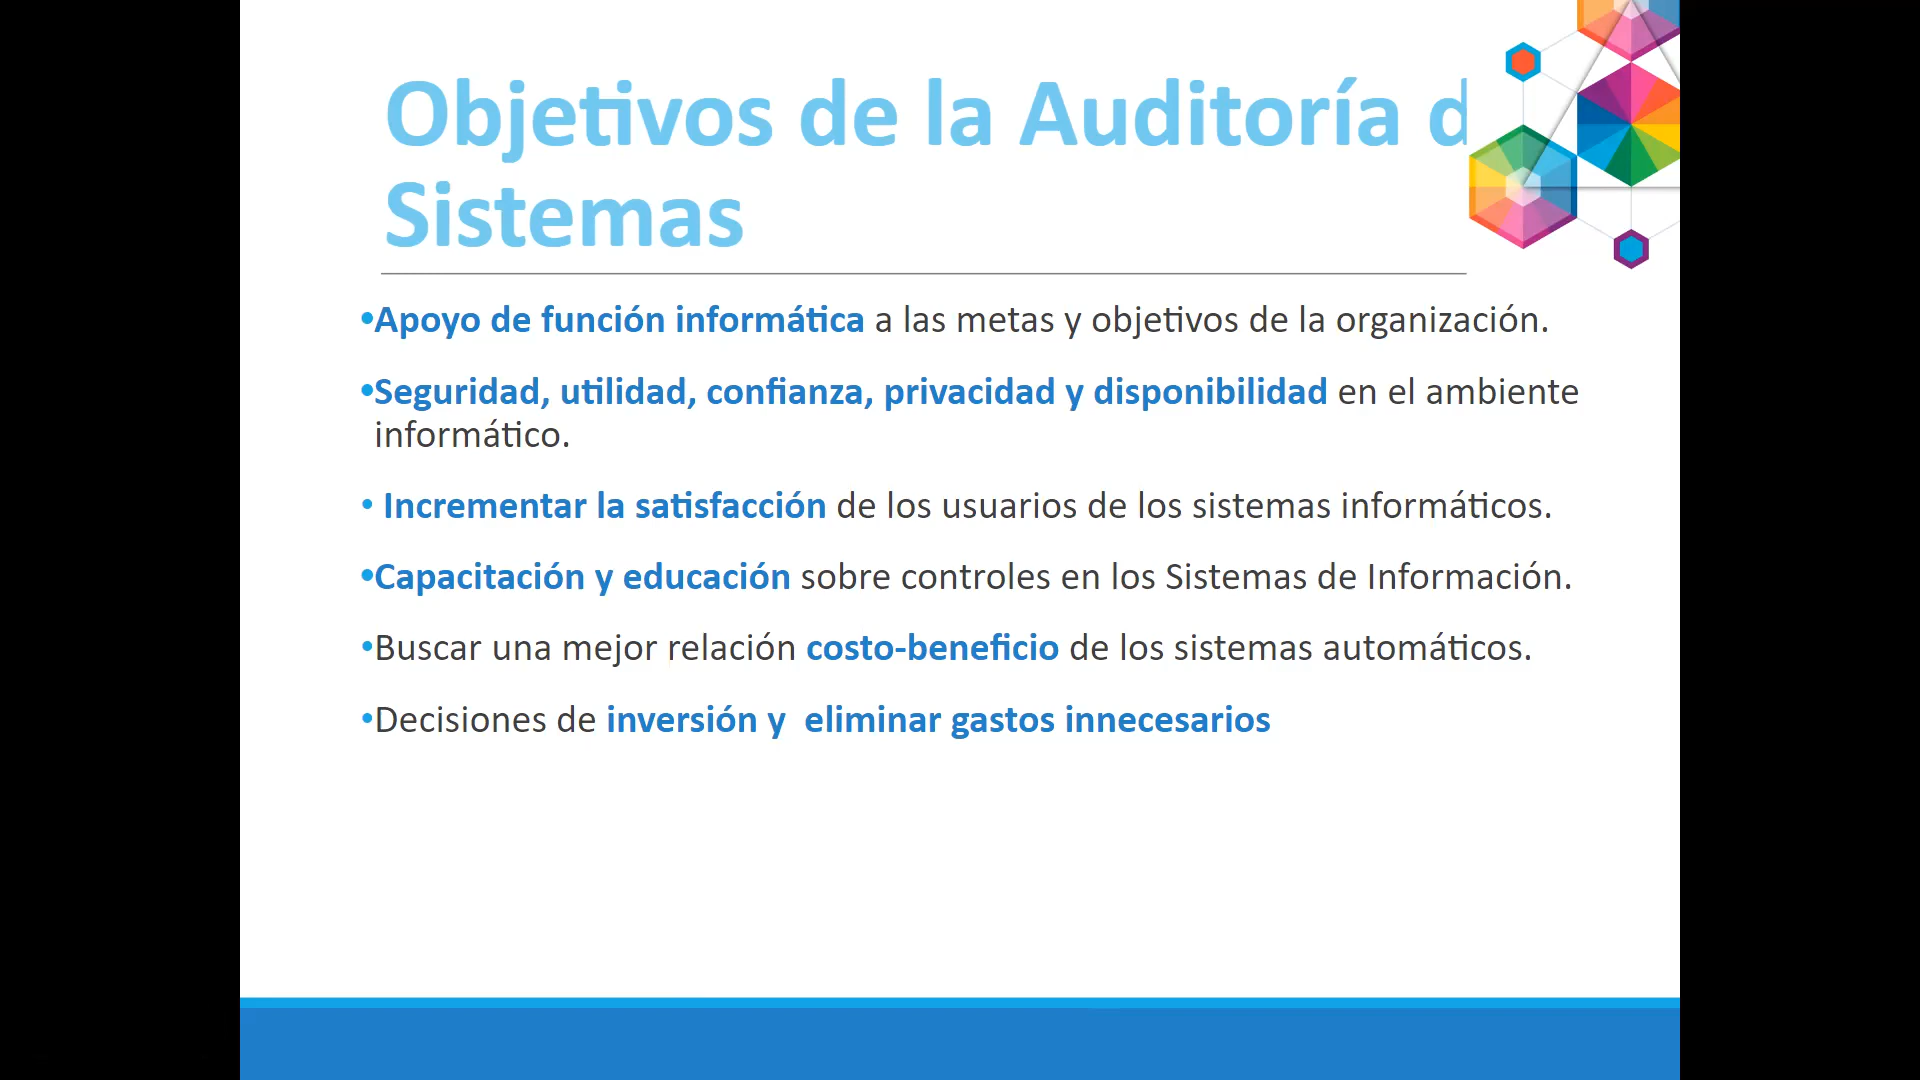 Objetivos de la Auditoría d
Sistemas
•Apoyo de función informática a las metas y objetivos de la organización.
•Seguridad, utilidad, confianza, privacidad y disponibilidad en el ambiente
informático.
• Incrementar la satisfacción de los usuarios de los sistemas informáticos.
•Capacitación y educación sobre controles en los Sistemas de Información.
•Buscar una mejor relación costo-beneficio de los sistemas automáticos.
•Decisiones de inversión y  eliminar gastos innecesarios